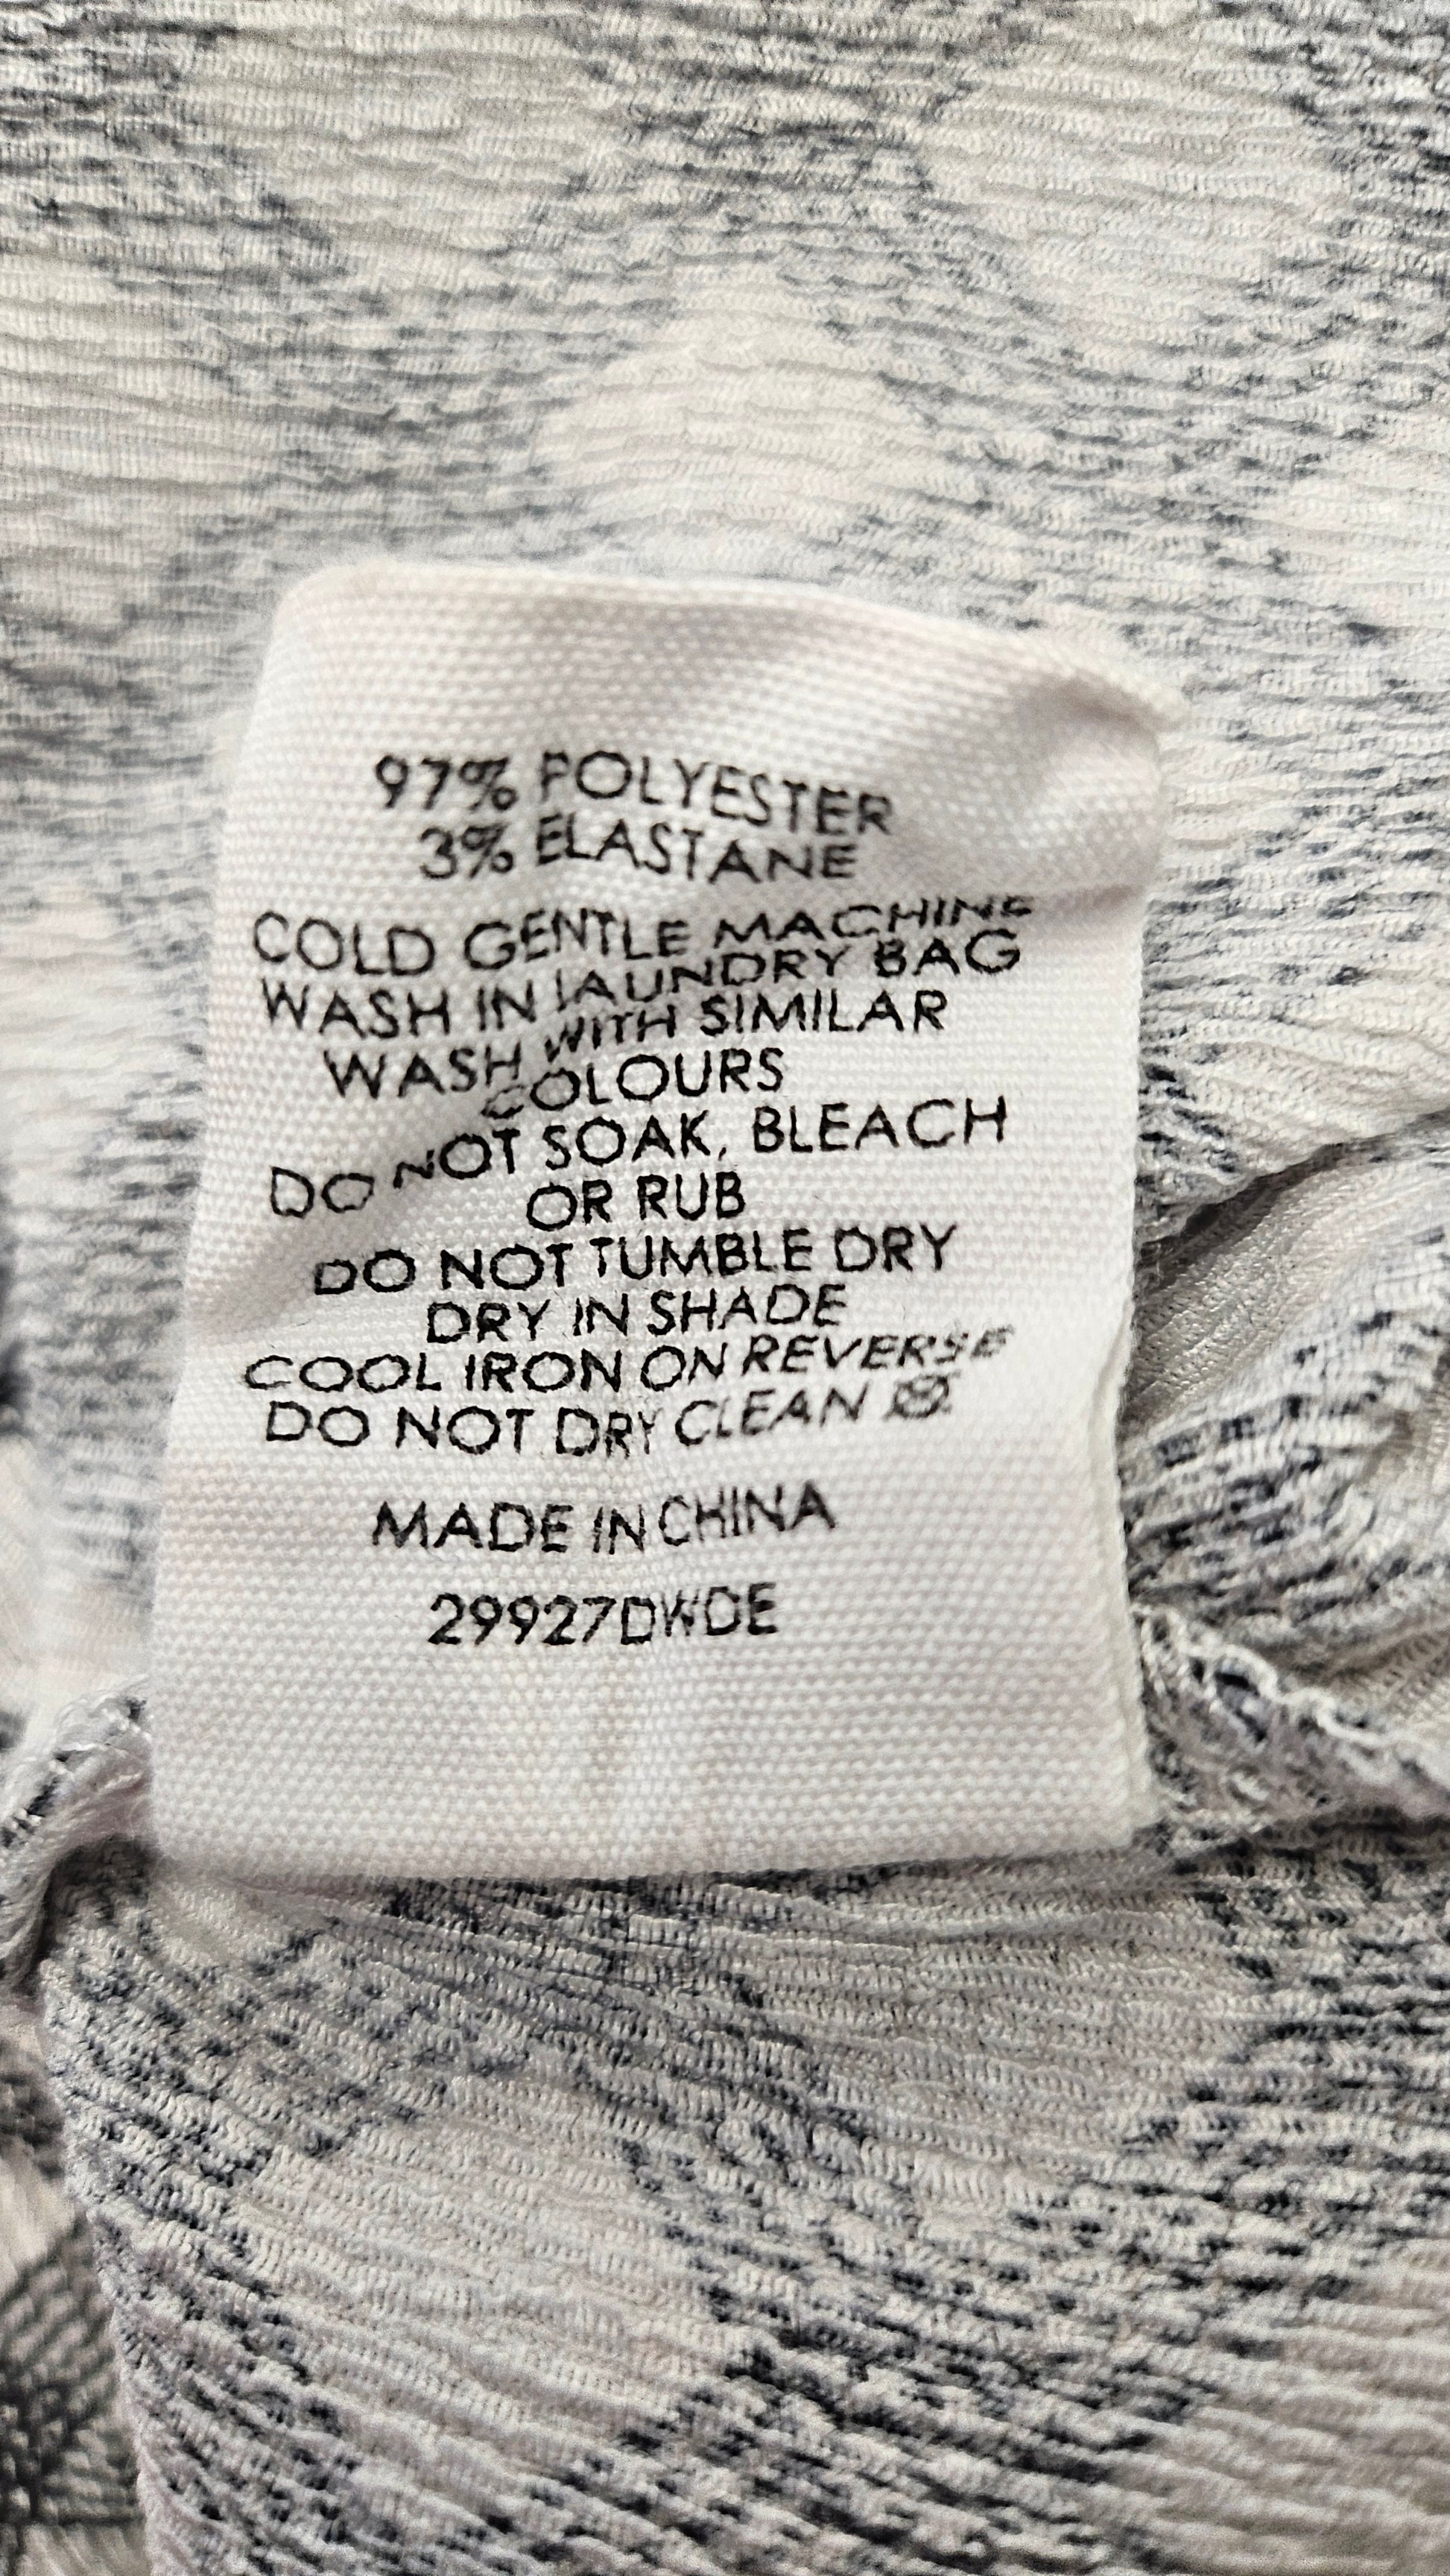 97% POLYESTER
3% ELASTANE
COLD GENTLE MACHINE
WASH IN LAUNDRY BAG
WASH WITH SIMILAR
COLOURS
DO NOT SOAK, BLEACH
OR RUB
DO NOT TUMBLE DRY
DRY IN SHADE
COOL IRON ON REVERSE
DO NOT DRY CLEAN
MADE IN CHINA
29927DWDE